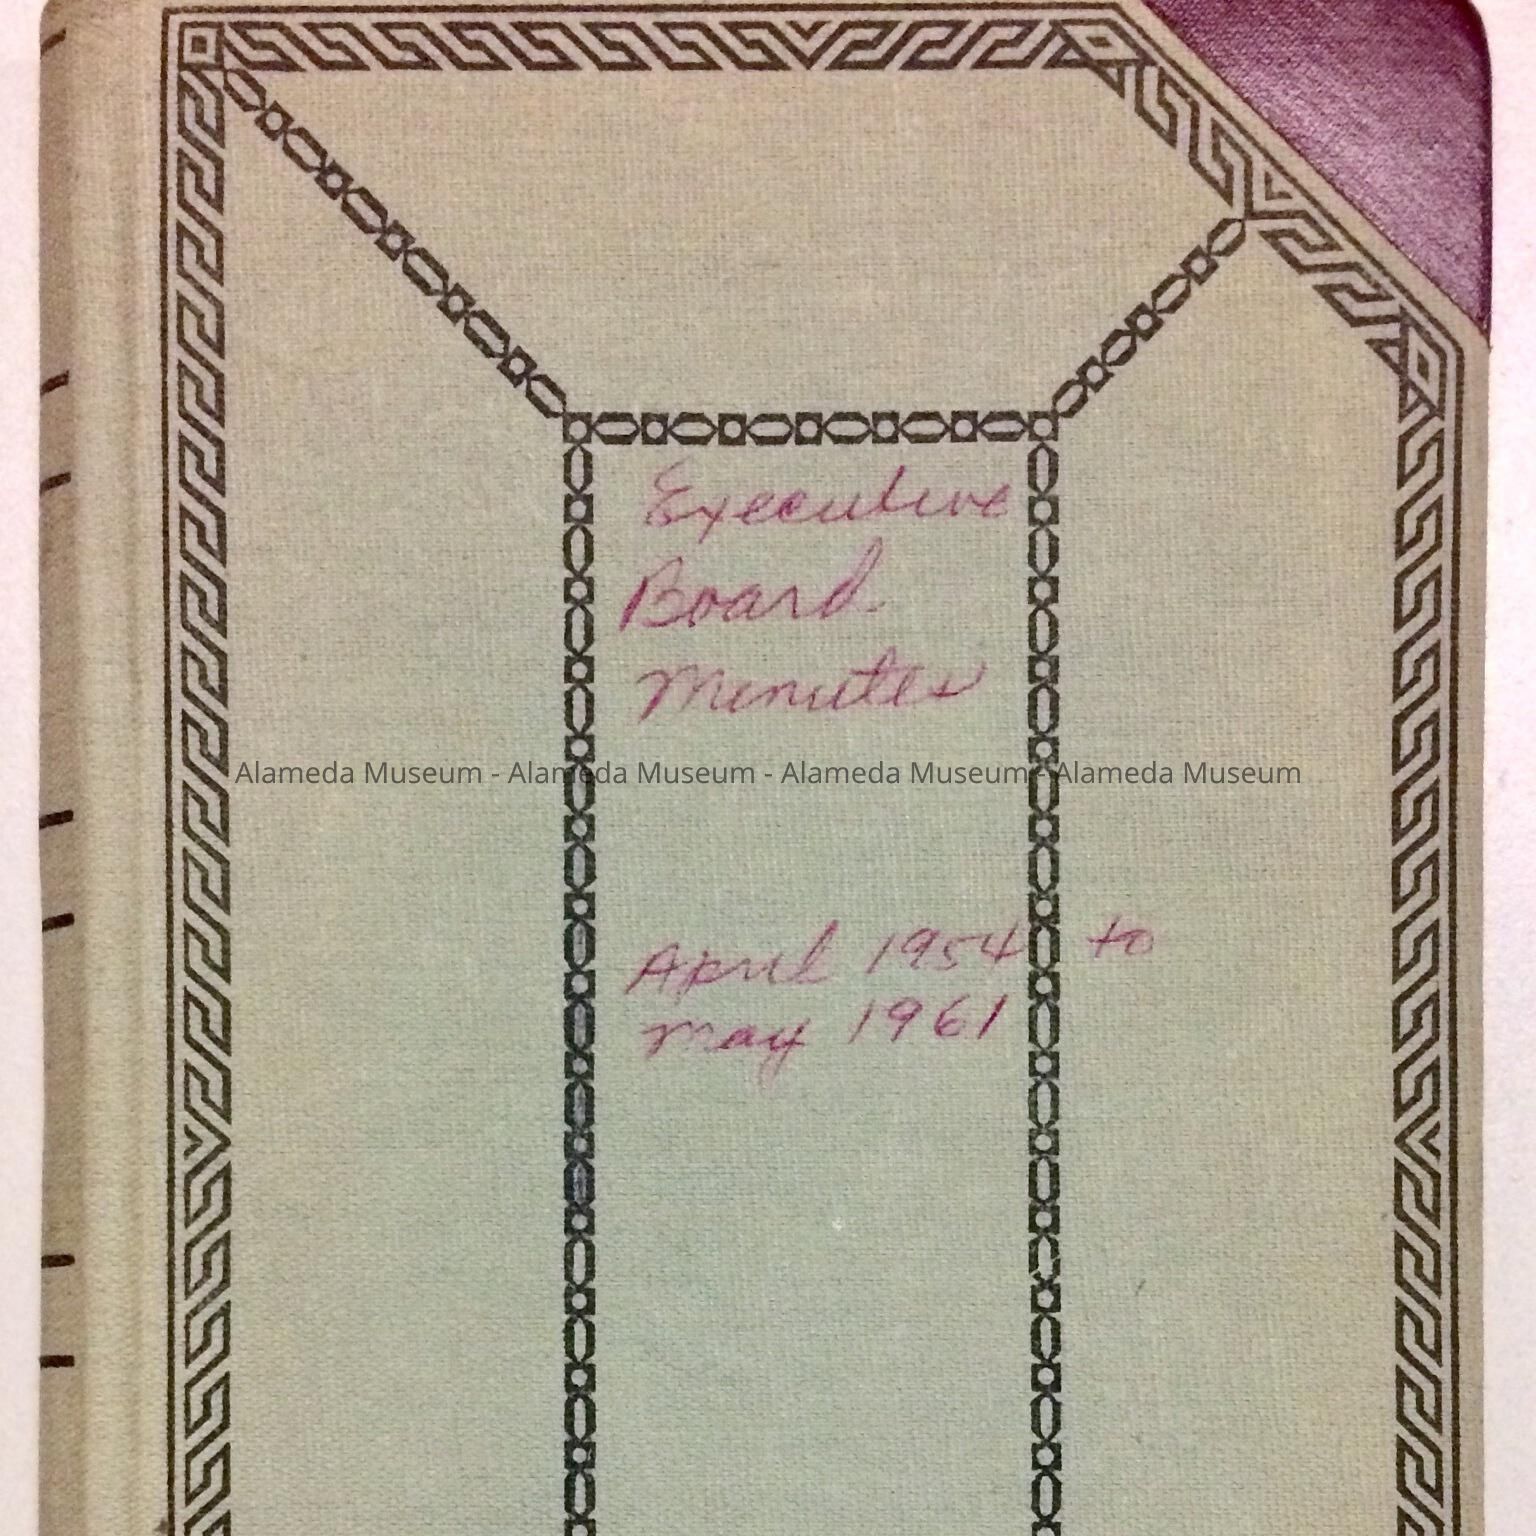 Executive
Board
Minutes
Alameda Museum - Alameda Museum - Alameda Museum - Alameda Museum
April 1954 to
May 1961